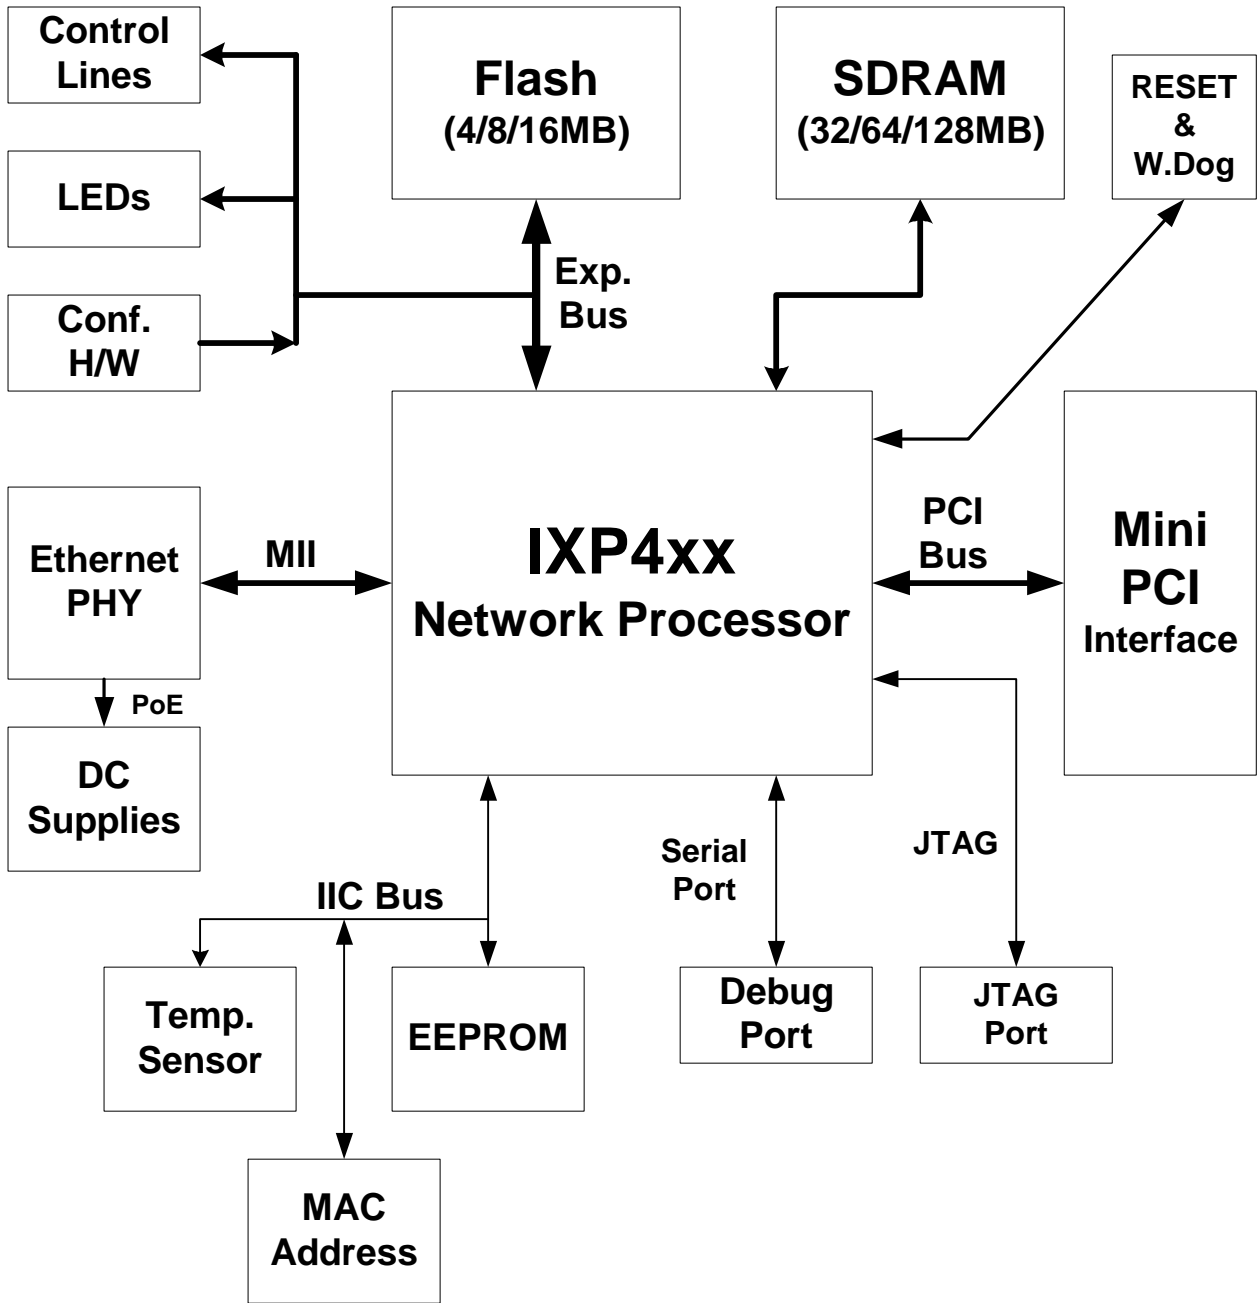 Control
Lines
Flash
(4/8/16MB)
SDRAM
(32/64/128MB)
RESET
&
W.Dog
LEDs
Exp.
Bus
Conf.
H/W
Ethernet
PHY
MII
IXP4xx
Network Processor
PCI
Bus
Mini
PCI
Interface
PoE
DC
Supplies
IIC Bus
Serial
Port
JTAG
Temp.
Sensor
EEPROM
Debug
Port
JTAG
Port
MAC
Address